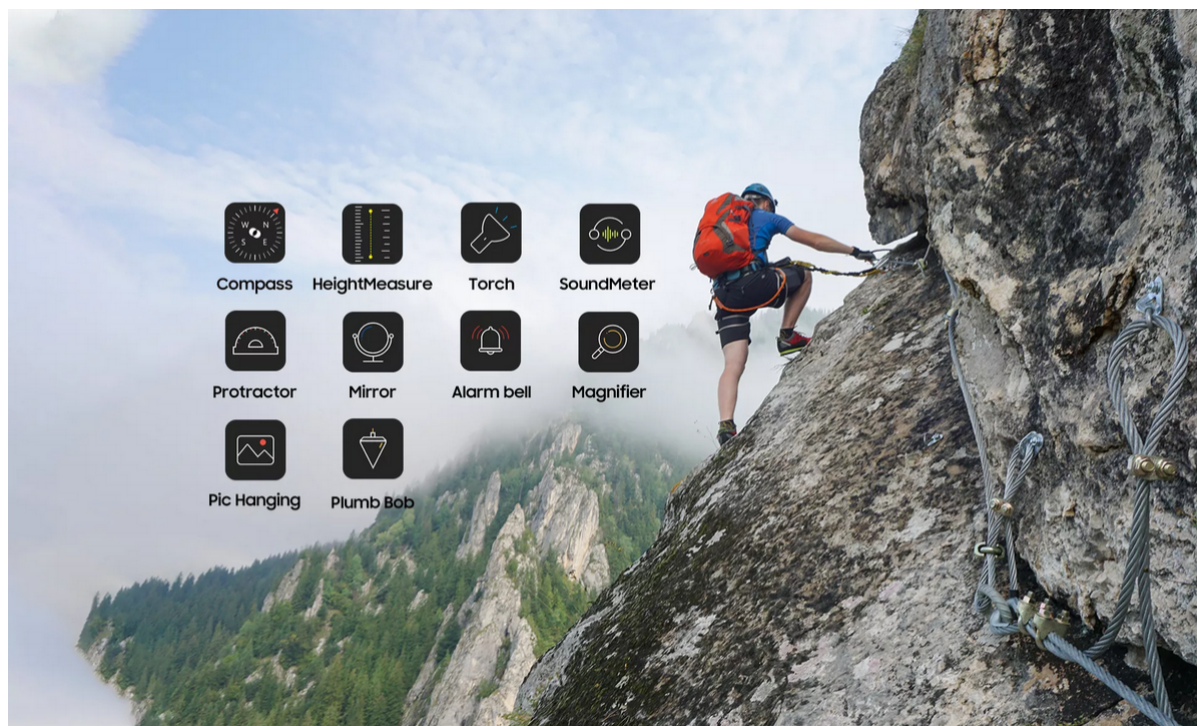 W N
S E
Compass HeightMeasure Torch SoundMeter
Protractor Mirror Alarm bell Magnifier
Pic Hanging Plumb Bob